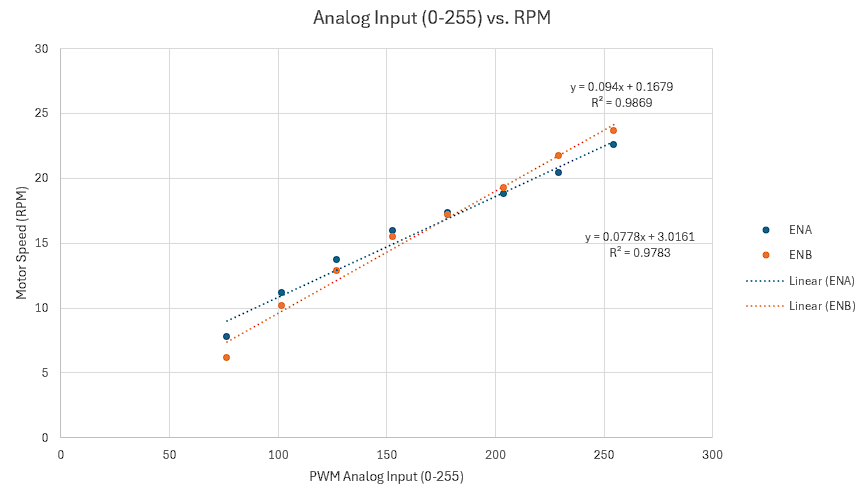 Analog Input (0-255) vs. RPM
30
25
20
15
10
5
0
Motor Speed (RPM)
y = 0.094x + 0.1679
R² = 0.9869
y = 0.0778x + 3.0161
R² = 0.9783
0 50 100 150 200 250 300
PWM Analog Input (0-255)
ENA
ENB
Linear (ENA)
Linear (ENB)